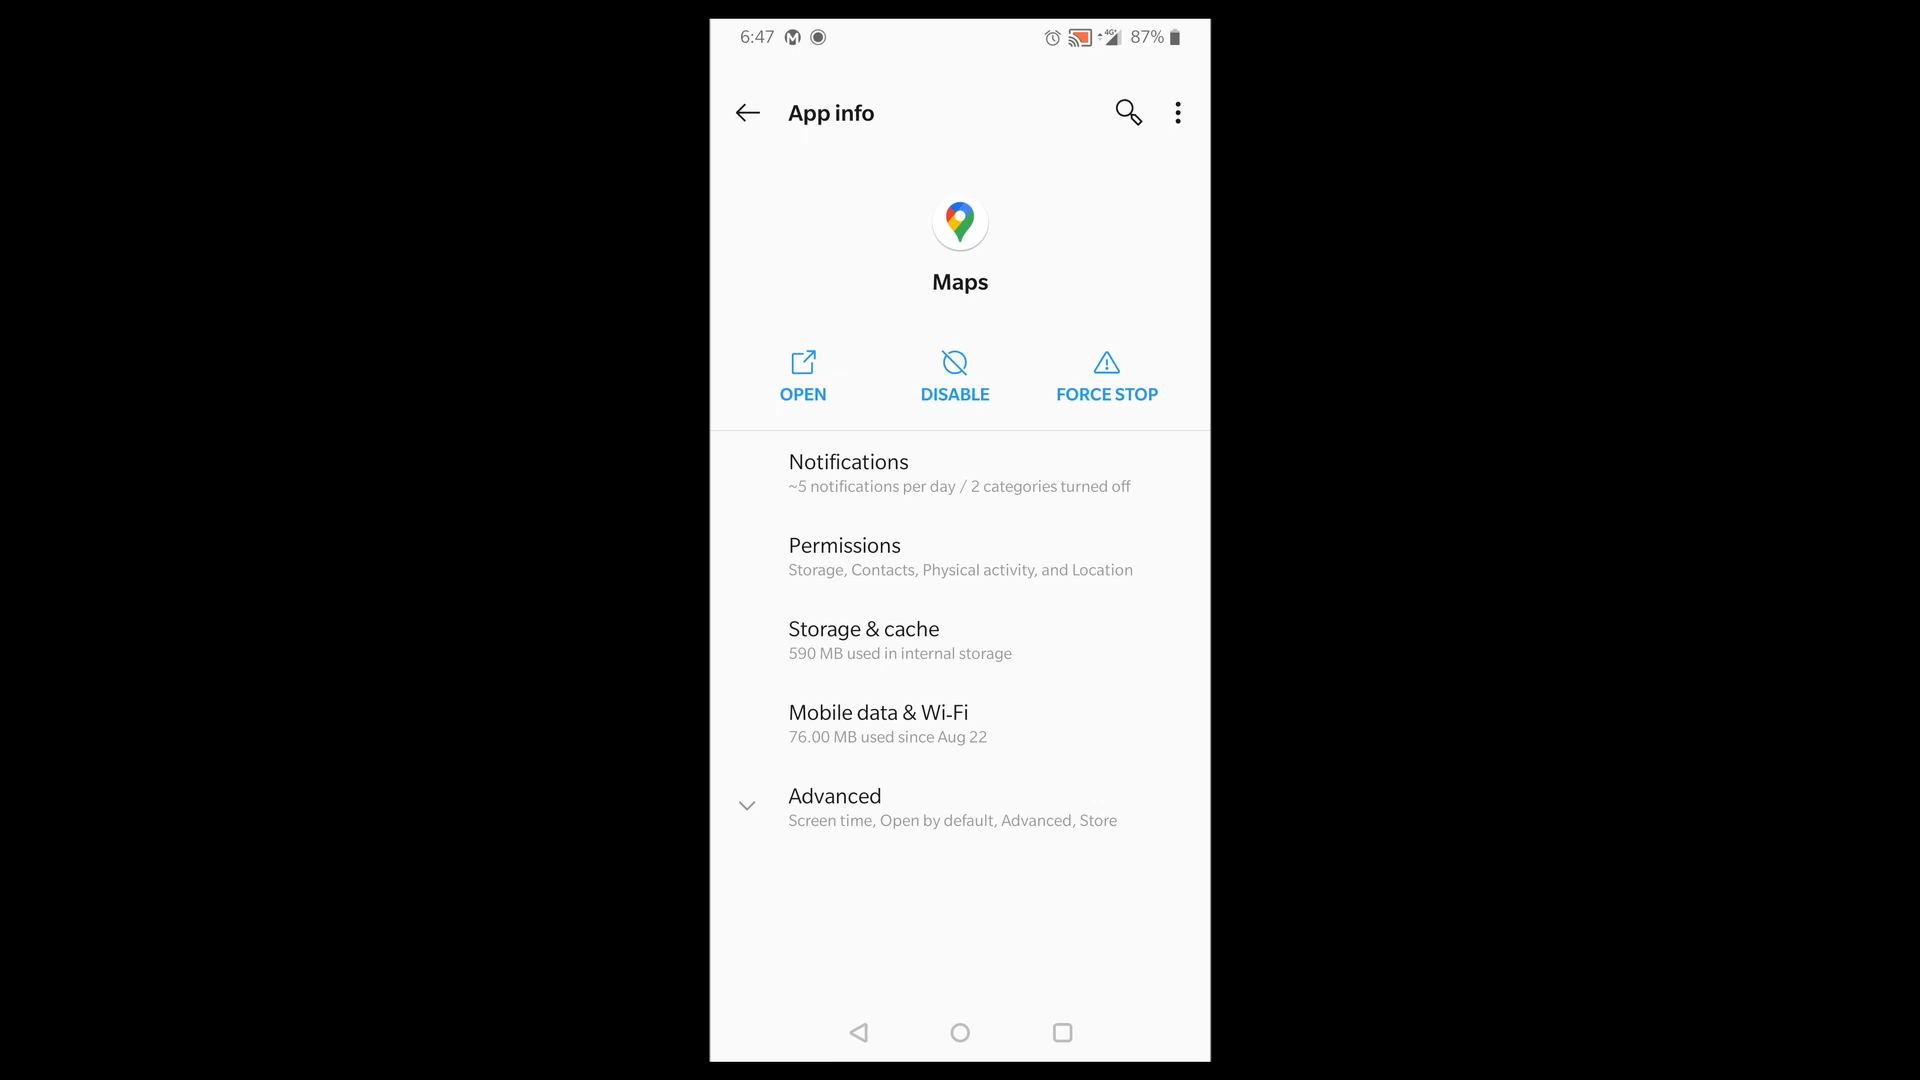 6:47 4G+ 87%
App info
Maps
OPEN DISABLE FORCE STOP
Notifications
~5 notifications per day / 2 categories turned off
Permissions
Storage, Contacts, Physical activity, and Location
Storage & cache
590 MB used in internal storage
Mobile data & Wi-Fi
76.00 MB used since Aug 22
Advanced
Screen time, Open by default, Advanced, Store